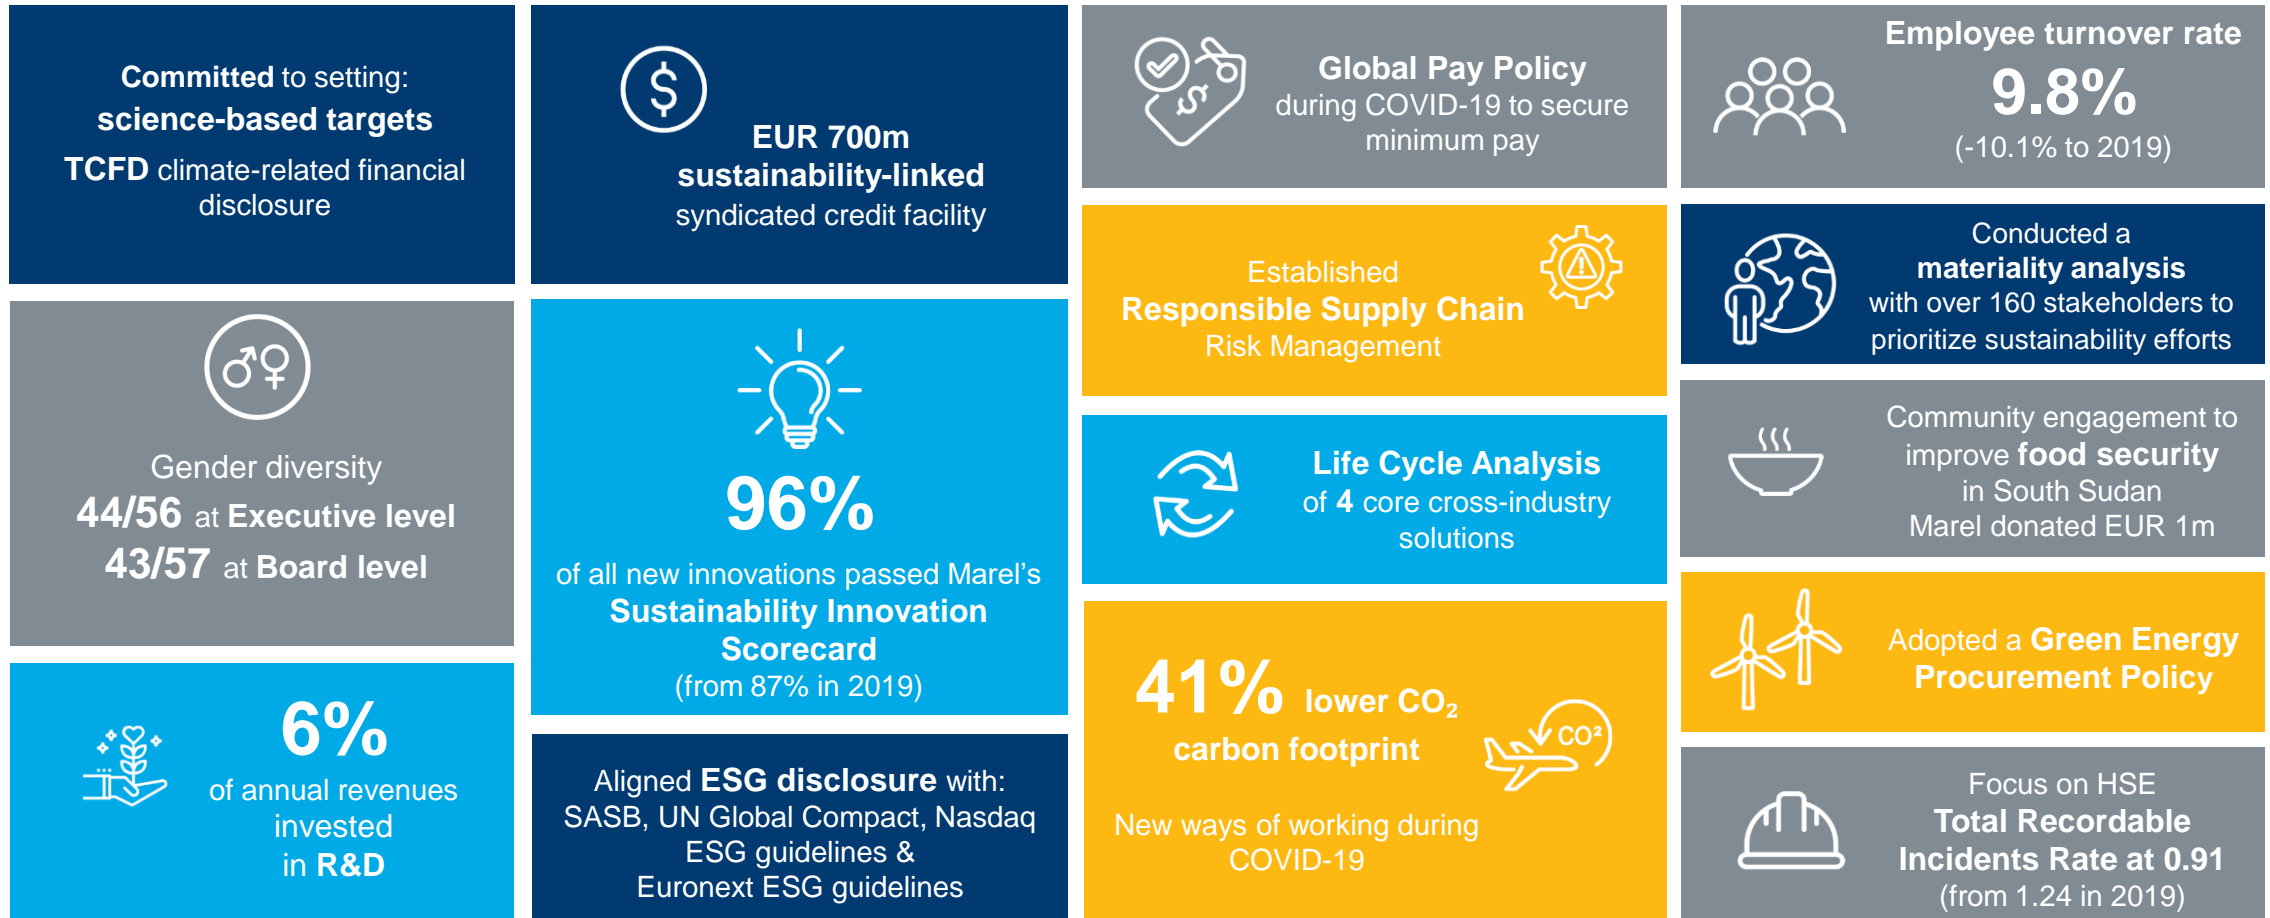 Committed to setting:
science-based targets
TCFD climate-related financial
disclosure
EUR 700m
sustainability-linked
syndicated credit facility
Global Pay Policy
during COVID-19 to secure
minimum pay
Employee turnover rate
9.8%
(-10.1% to 2019)
Gender diversity
44/56 at Executive level
43/57 at Board level
96%
of all new innovations passed Marel’s
Sustainability Innovation
Scorecard
(from 87% in 2019)
Established
Responsible Supply Chain
Risk Management
Conducted a
materiality analysis
with over 160 stakeholders to
prioritize sustainability efforts
Life Cycle Analysis
of 4 core cross-industry
solutions
Community engagement to
improve food security
in South Sudan
Marel donated EUR 1m
6%
of annual revenues
invested
in R&D
Aligned ESG disclosure with:
SASB, UN Global Compact, Nasdaq
ESG guidelines &
Euronext ESG guidelines
41% lower CO₂
carbon footprint
CO²
New ways of working during
COVID-19
Adopted a Green Energy
Procurement Policy
Focus on HSE
Total Recordable
Incidents Rate at 0.91
(from 1.24 in 2019)